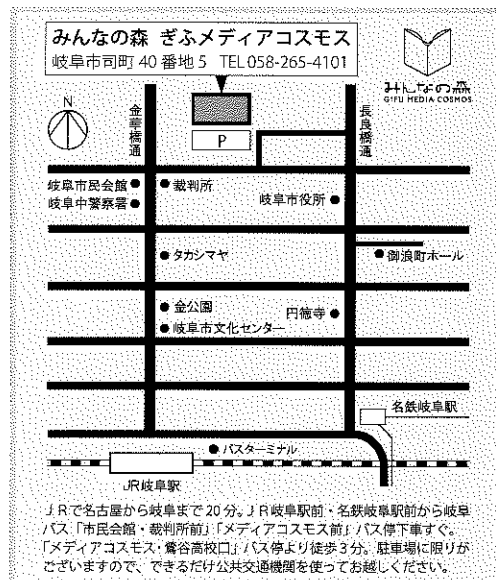 みんなの森 ぎふメディアコスモス
岐阜市司町 40 番地 5 TEL 058-265-4101
みんなの森
GIFU MEDIA COSMOS
N
金華橋通
長良橋通
P
岐阜市民会館
裁判所
岐阜中警察署
岐阜市役所
タカシマヤ
御浪町ホール
金公園
円徳寺
岐阜市文化センター
名鉄岐阜駅
バスターミナル
JR岐阜駅
JRで名古屋から岐阜まで20分。JR岐阜駅前・名鉄岐阜駅前から岐阜
バス「市民会館・裁判所前」「メディアコスモス前」バス停下車すぐ。
「メディアコスモス・鶯谷高校口」バス停より徒歩3分。駐車場に限りが
ございますので、できるだけ公共交通機関を使ってお越しください。